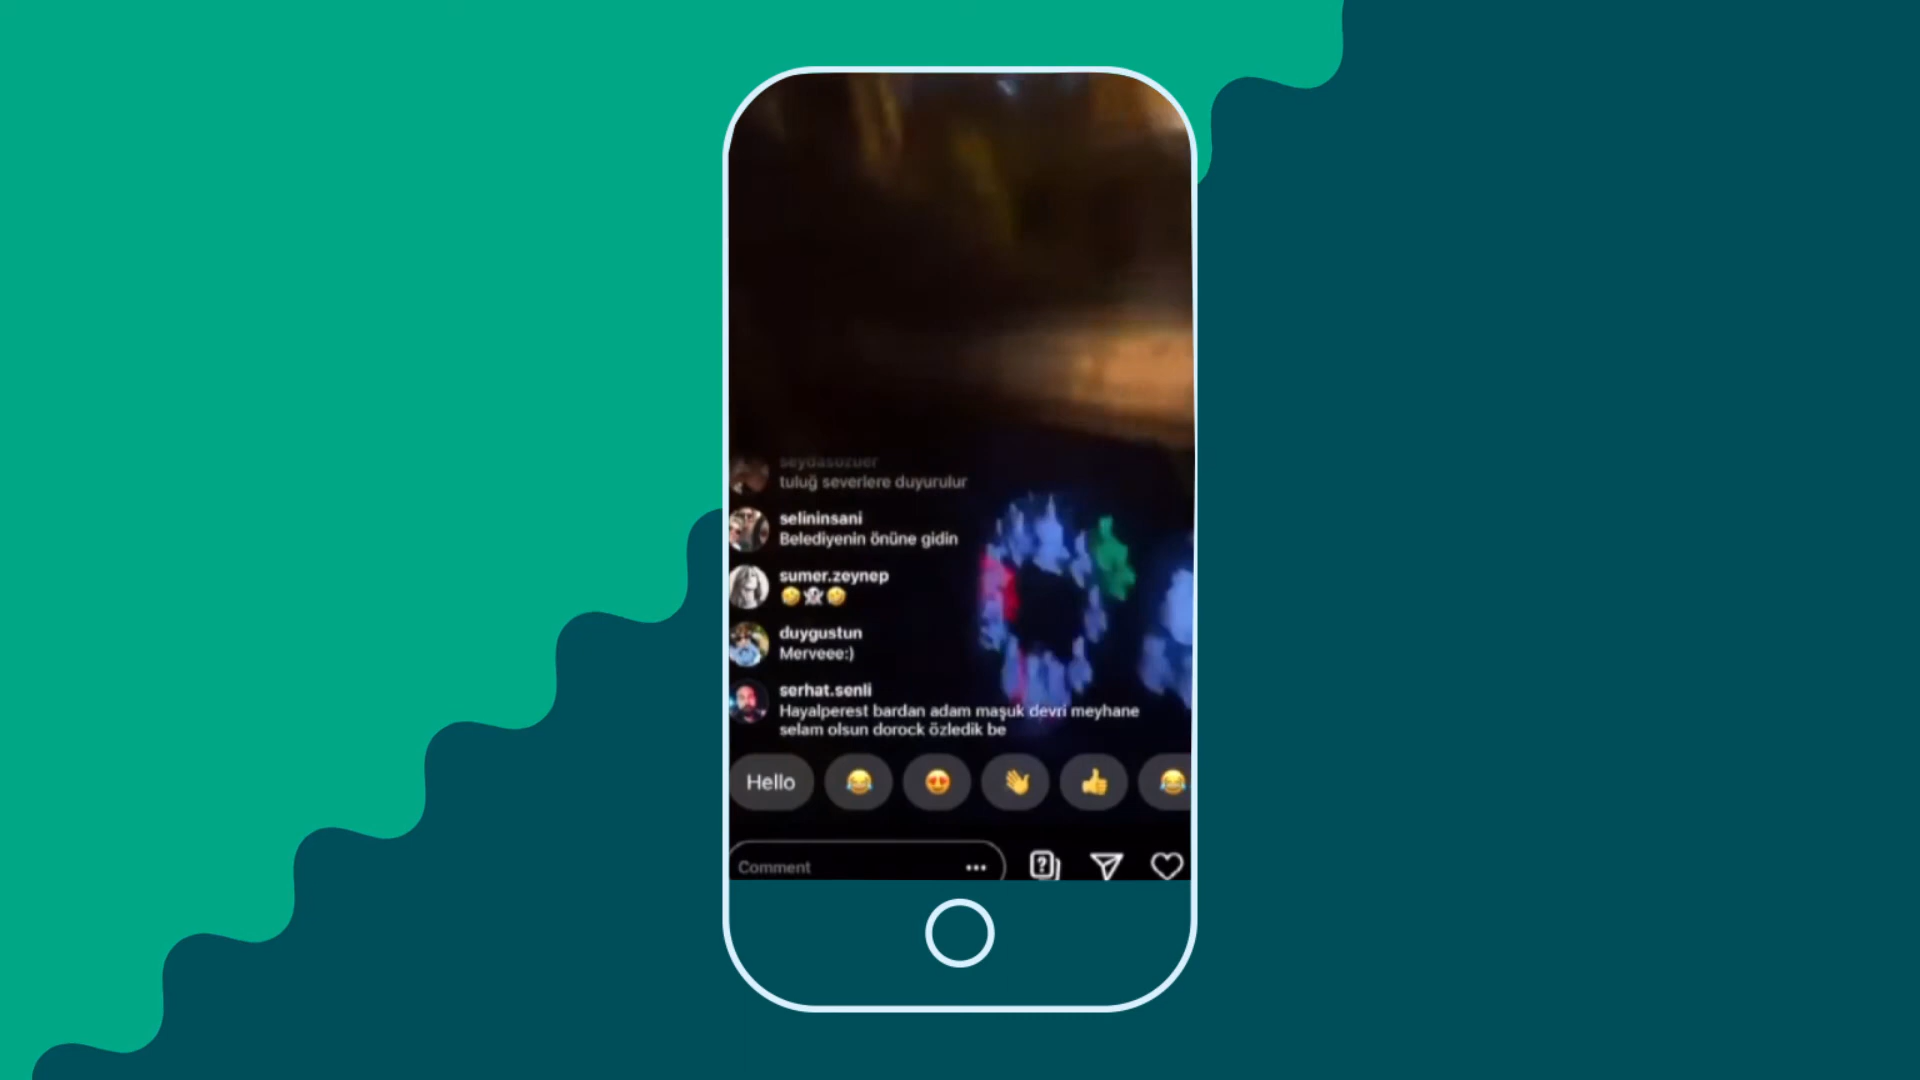 seydasozuer
tuluğ severlere duyurulur
selininsani
Belediyenin önüne gidin
sumer.zeynep
🤣🙊🤣
duygustun
Merveee:)
serhat.senli
Hayalperest bardan adam maşuk devri meyhane
selam olsun dorock özledik be
Hello
Comment